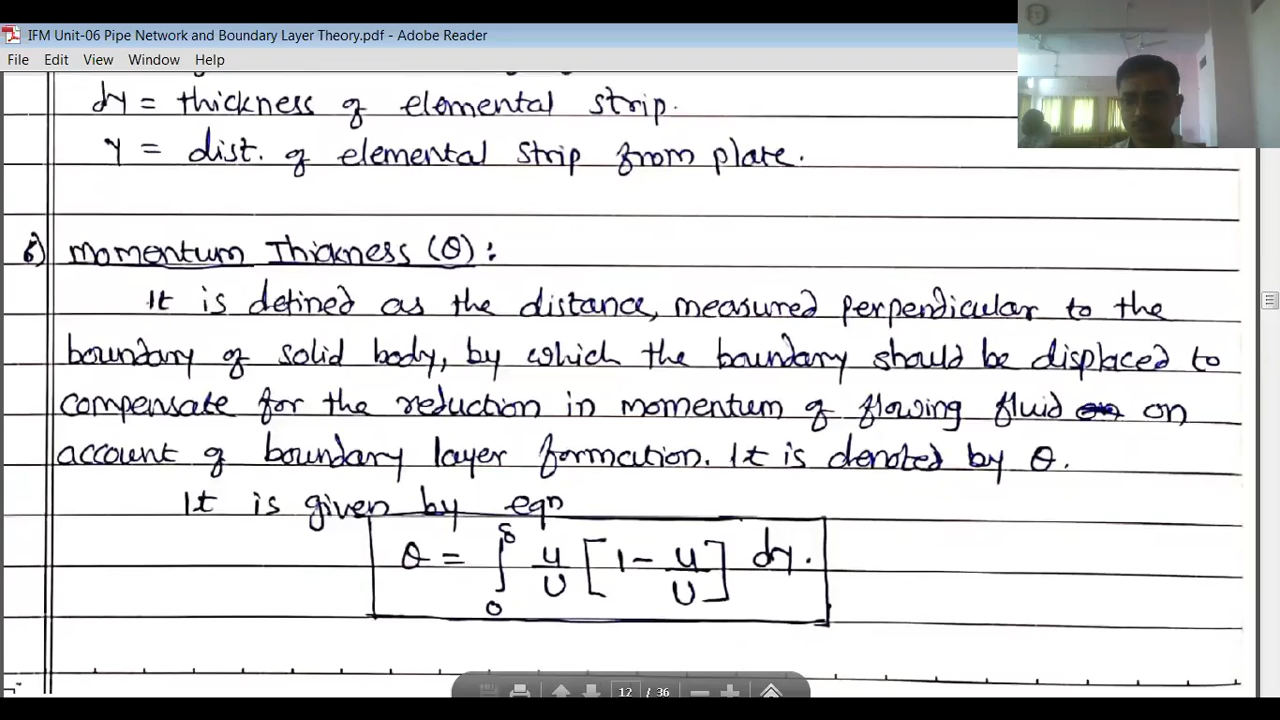 IFM Unit-06 Pipe Network and Boundary Layer Theory.pdf - Adobe Reader
File Edit View Window Help
dy = thickness of elemental strip.
y = dist. of elemental strip from plate.
6) Momentum Thickness (θ):
It is defined as the distance, measured perpendicular to the
boundary of solid body, by which the boundary should be displaced to
compensate for the reduction in momentum of flowing fluid on
account of boundary layer formation. It is denoted by θ.
It is given by eqn
θ = ∫₀^δ u/U [1 - u/U] dy.
12 / 36